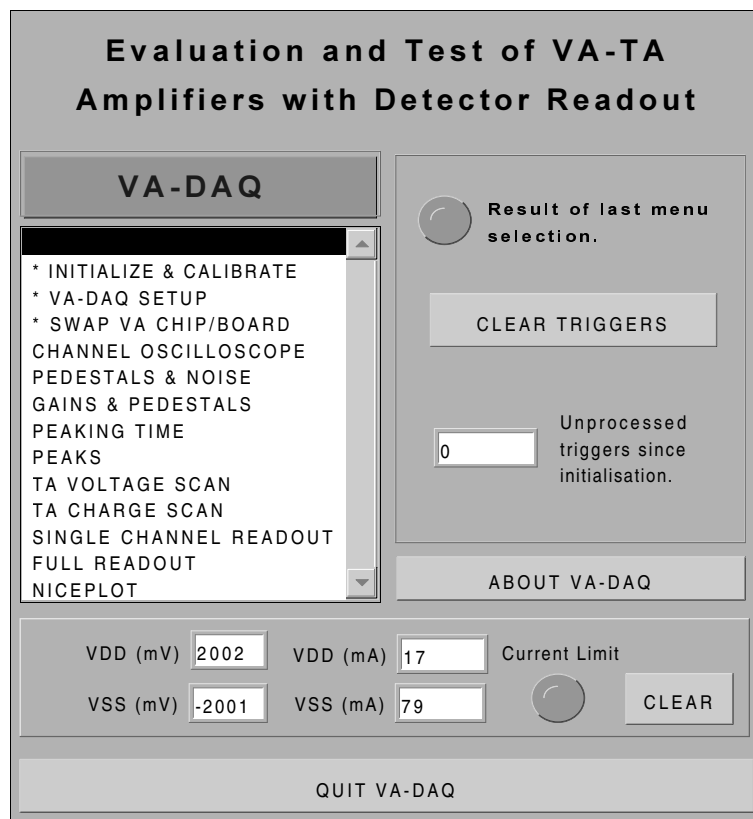 Evaluation and Test of VA-TA
Amplifiers with Detector Readout
VA-DAQ
* INITIALIZE & CALIBRATE
* VA-DAQ SETUP
* SWAP VA CHIP/BOARD
CHANNEL OSCILLOSCOPE
PEDESTALS & NOISE
GAINS & PEDESTALS
PEAKING TIME
PEAKS
TA VOLTAGE SCAN
TA CHARGE SCAN
SINGLE CHANNEL READOUT
FULL READOUT
NICEPLOT
Result of last menu
selection.
CLEAR TRIGGERS
0
Unprocessed
triggers since
initialisation.
ABOUT VA-DAQ
VDD (mV) 2002 VDD (mA) 17 Current Limit
VSS (mV) -2001 VSS (mA) 79 CLEAR
QUIT VA-DAQ